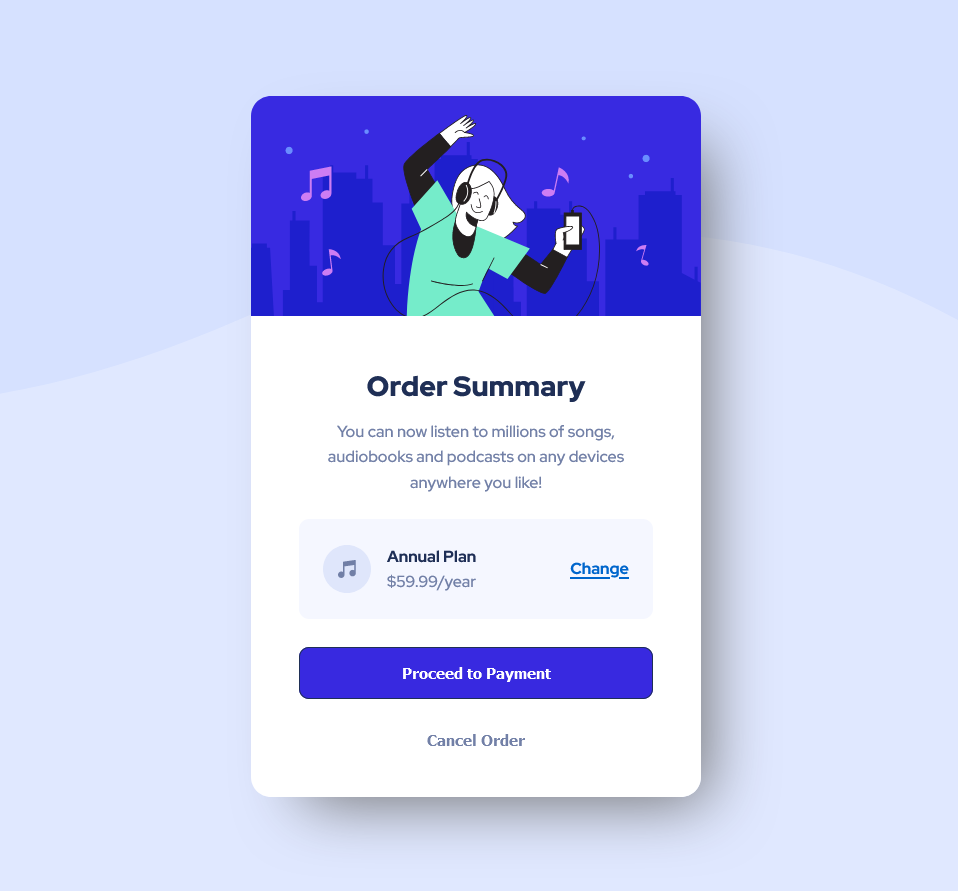 Order Summary
You can now listen to millions of songs,
audiobooks and podcasts on any devices
anywhere you like!
Annual Plan
$59.99/year
Change
Proceed to Payment
Cancel Order